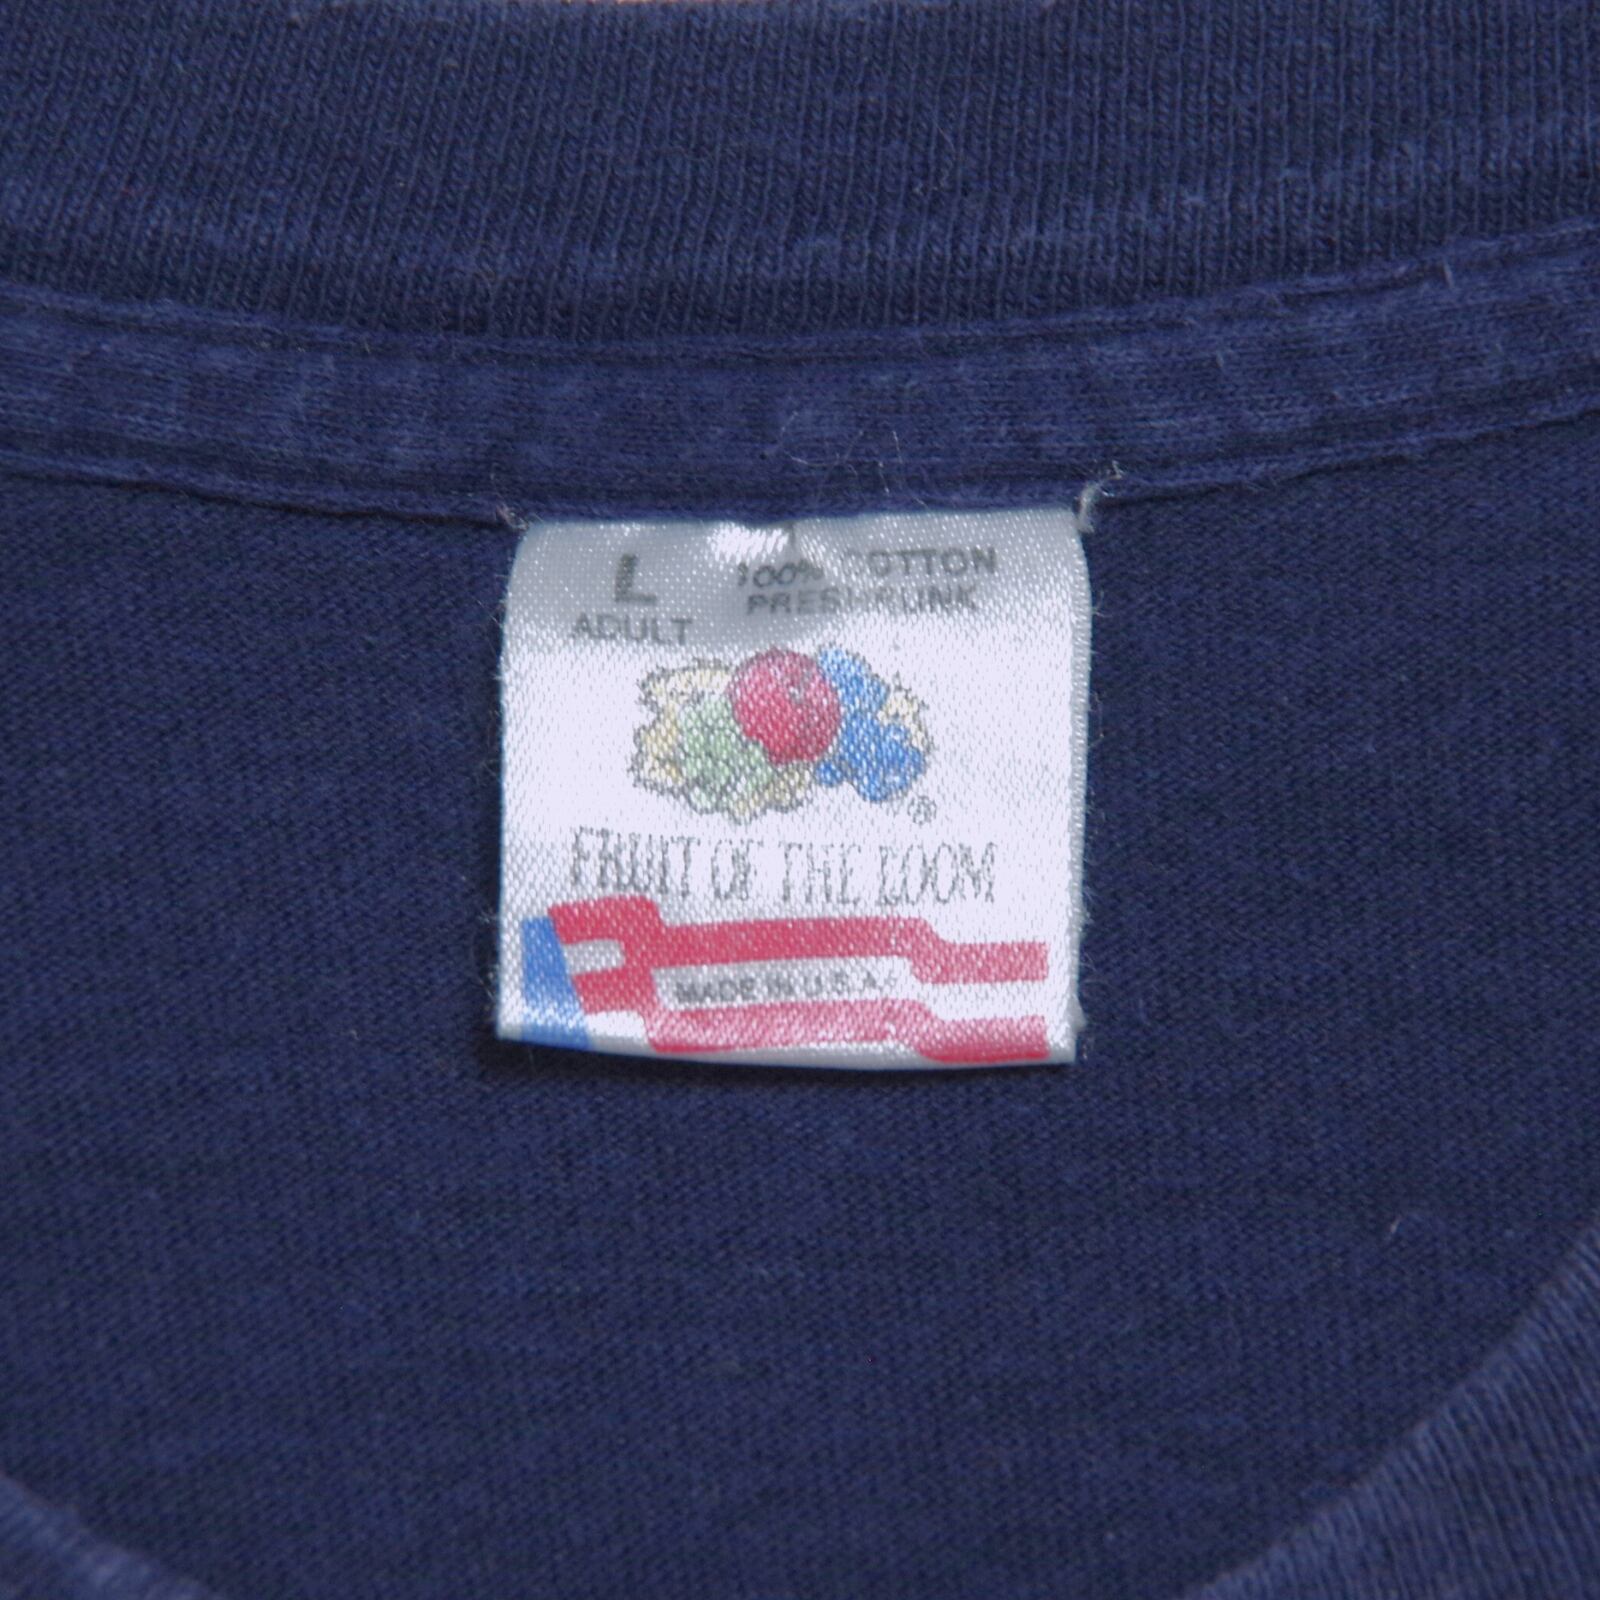 L
ADULT
100% COTTON
PRESHRUNK
®
FRUIT OF THE LOOM
MADE IN U.S.A.